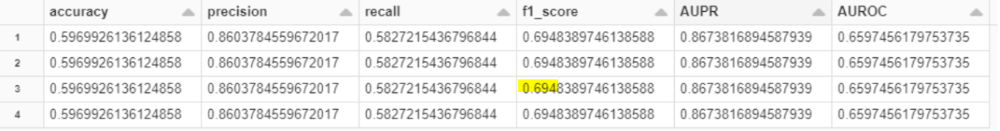 accuracy precision recall f1_score AUPR AUROC
1 0.5969926136124858 0.8603784559672017 0.5827215436796844 0.6948389746138588 0.8673816894587939 0.6597456179753735
2 0.5969926136124858 0.8603784559672017 0.5827215436796844 0.6948389746138588 0.8673816894587939 0.6597456179753735
3 0.5969926136124858 0.8603784559672017 0.5827215436796844 0.6948389746138588 0.8673816894587939 0.6597456179753735
4 0.5969926136124858 0.8603784559672017 0.5827215436796844 0.6948389746138588 0.8673816894587939 0.6597456179753735